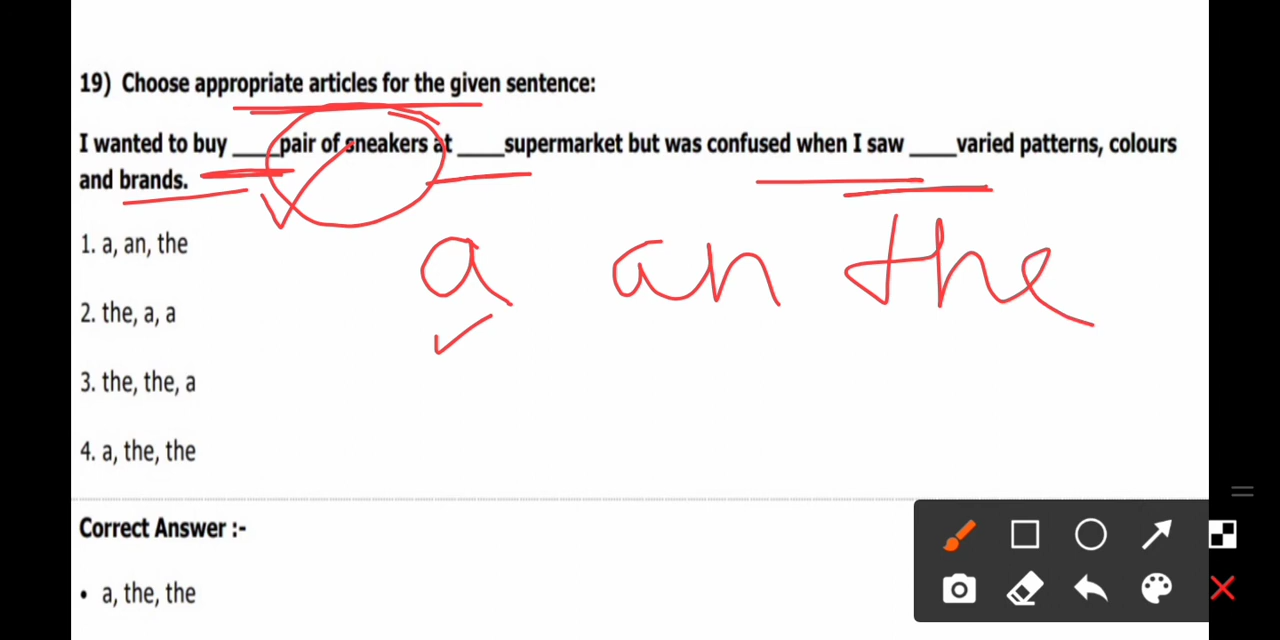 19) Choose appropriate articles for the given sentence:
I wanted to buy ____pair of sneakers at ____supermarket but was confused when I saw ____varied patterns, colours
and brands.
1. a, an, the
a an the
2. the, a, a
3. the, the, a
4. a, the, the
Correct Answer :-
• a, the, the